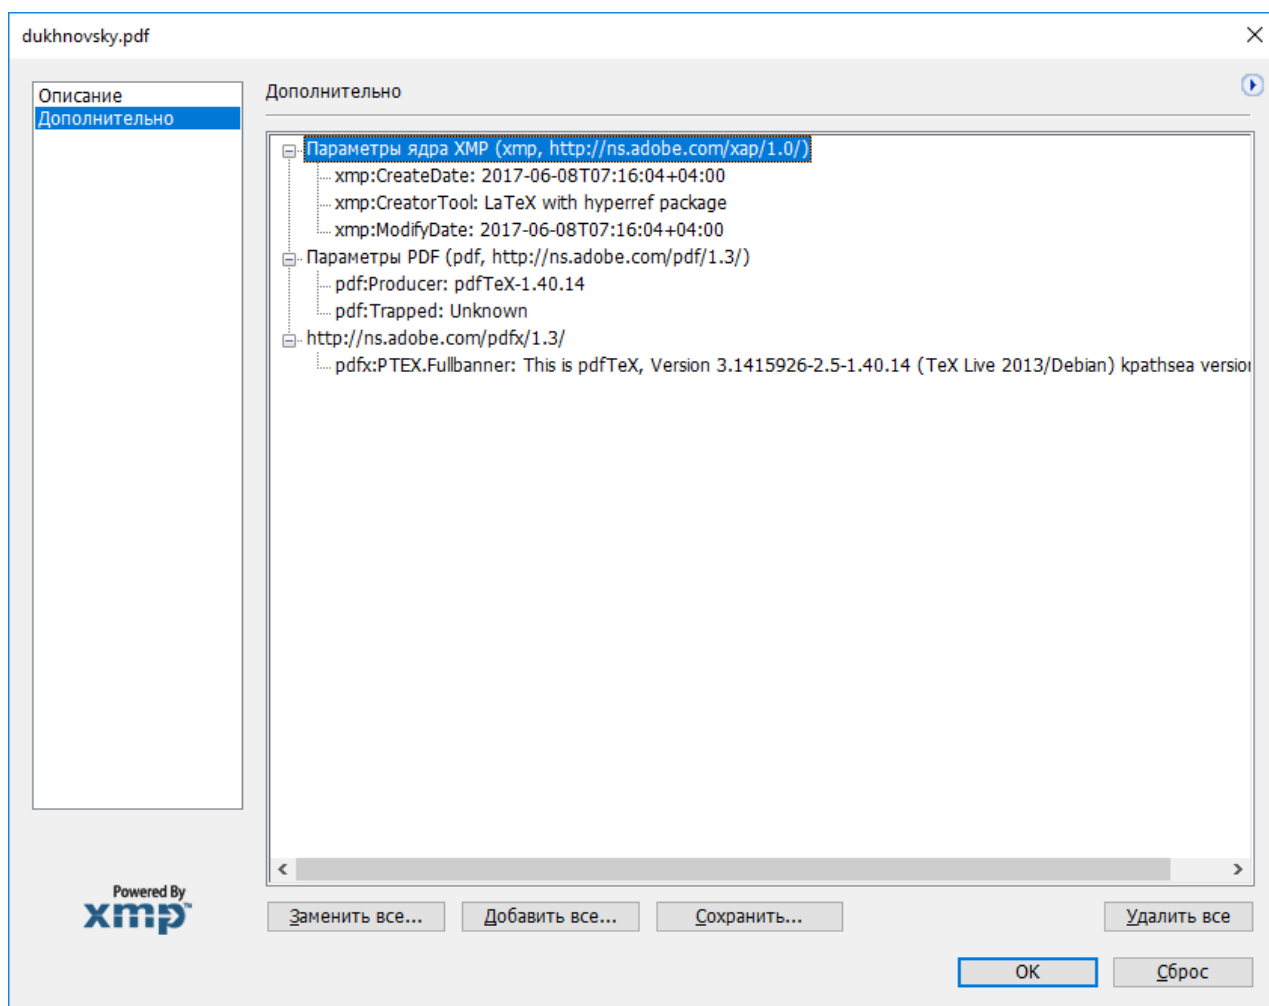 dukhnovsky.pdf
Описание
Дополнительно
Дополнительно
Параметры ядра XMP (xmp, http://ns.adobe.com/xap/1.0/)
xmp:CreateDate: 2017-06-08T07:16:04+04:00
xmp:CreatorTool: LaTeX with hyperref package
xmp:ModifyDate: 2017-06-08T07:16:04+04:00
Параметры PDF (pdf, http://ns.adobe.com/pdf/1.3/)
pdf:Producer: pdfTeX-1.40.14
pdf:Trapped: Unknown
http://ns.adobe.com/pdfx/1.3/
pdfx:PTEX.Fullbanner: This is pdfTeX, Version 3.1415926-2.5-1.40.14 (TeX Live 2013/Debian) kpathsea version
Powered By
xmp™
Заменить все...
Добавить все...
Сохранить...
Удалить все
ОК
Сброс